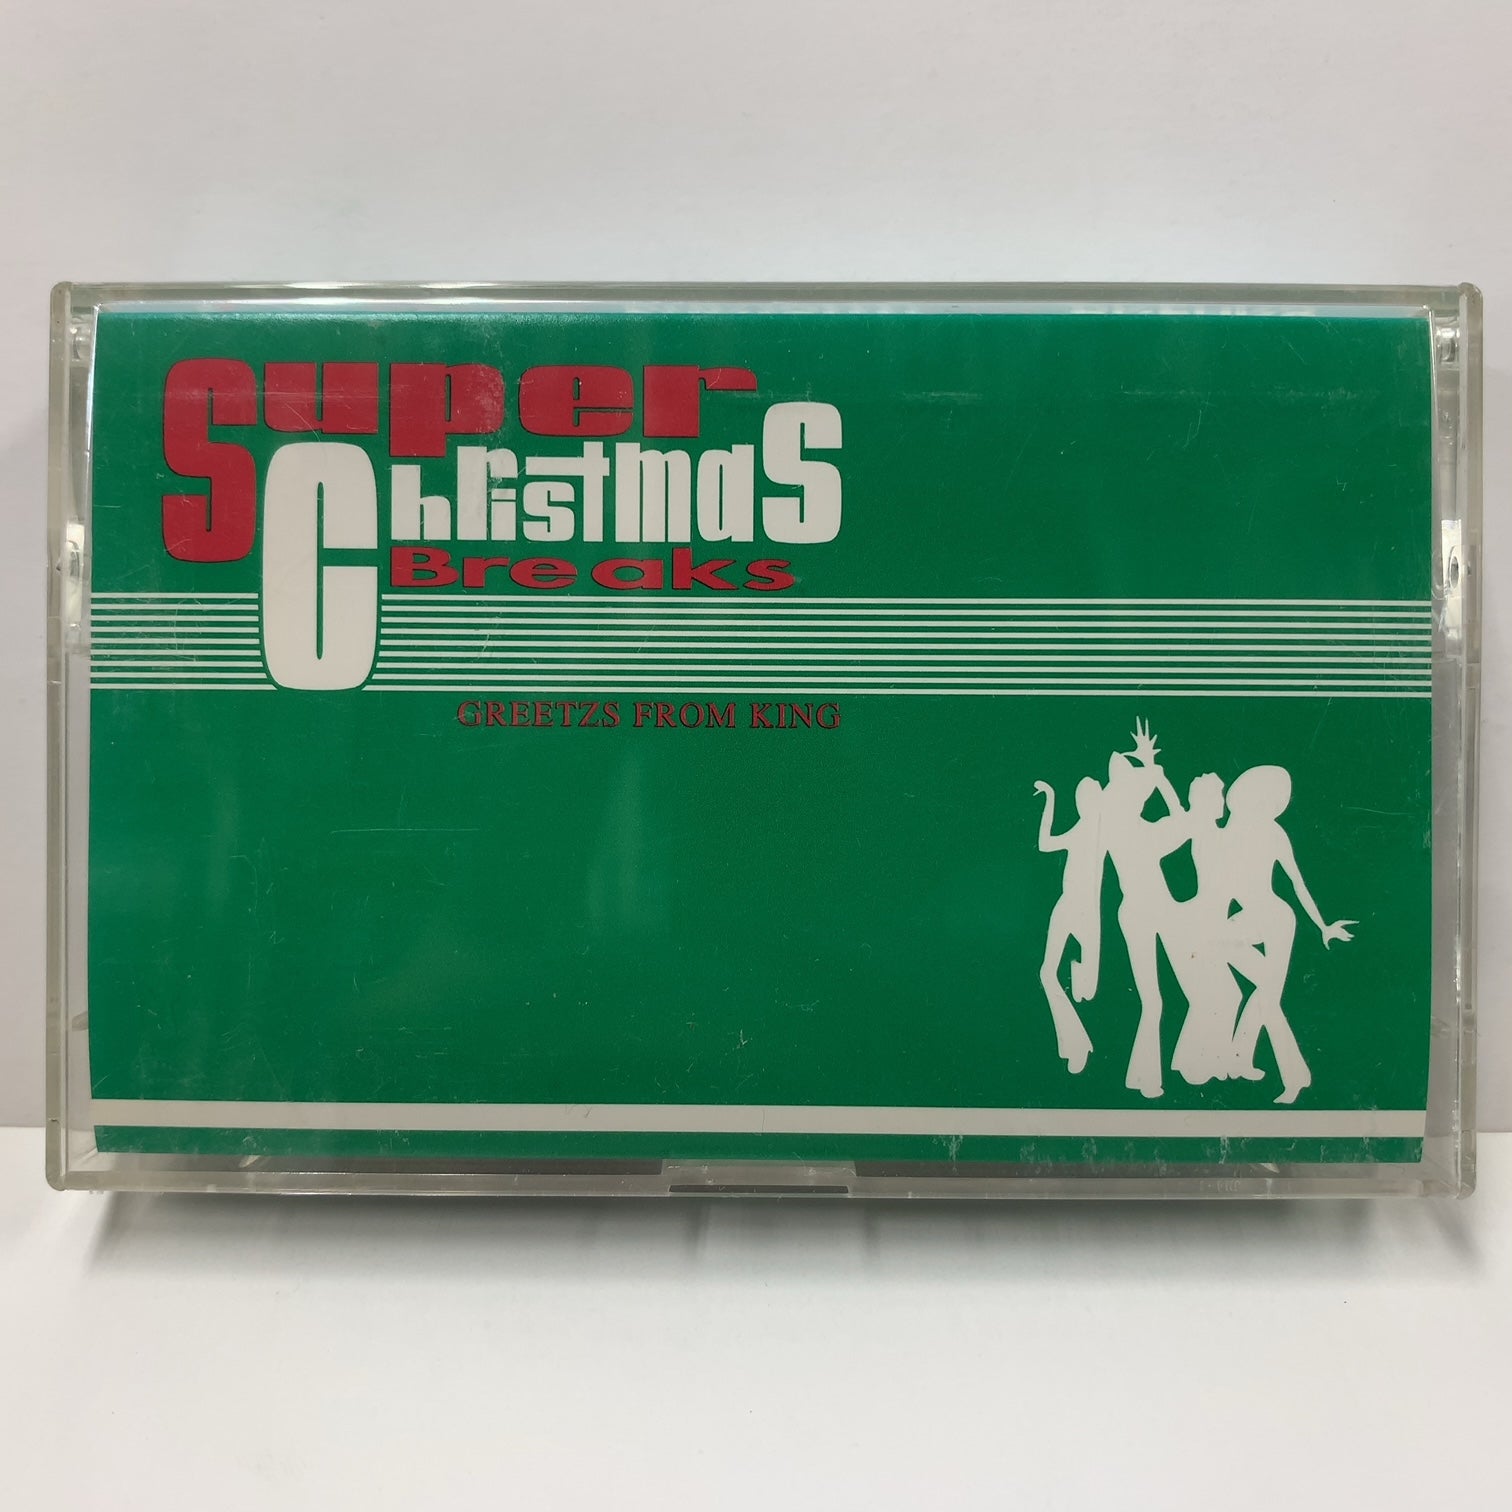 Super
Christmas
Breaks
GREETZS FROM KING